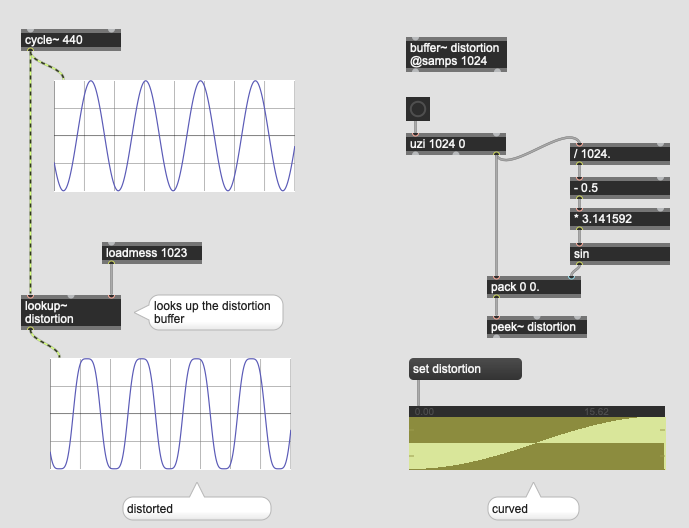 cycle~ 440
buffer~ distortion
@samps 1024
uzi 1024 0
/ 1024.
- 0.5
* 3.141592
sin
loadmess 1023
pack 0 0.
lookup~
distortion
looks up the distortion
buffer
peek~ distortion
set distortion
0.00
15.62
distorted
curved